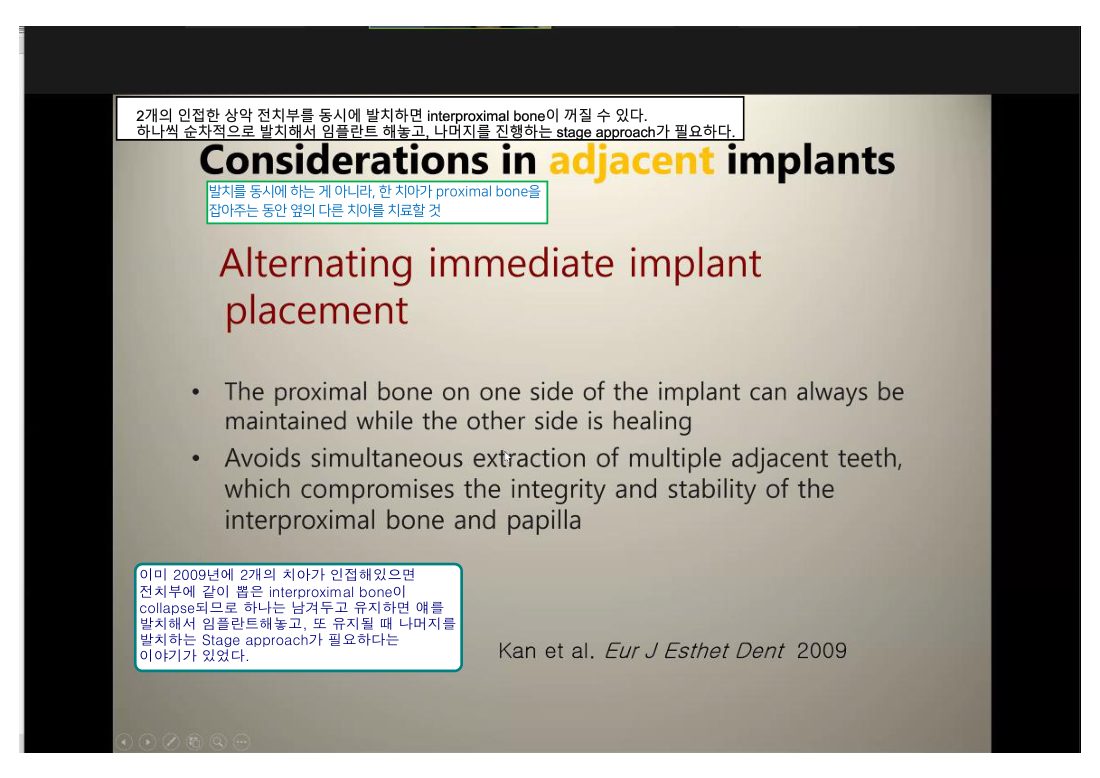 2개의 인접한 상악 전치부를 동시에 발치하면 interproximal bone이 꺼질 수 있다.
하나씩 순차적으로 발치해서 임플란트 해놓고, 나머지를 진행하는 stage approach가 필요하다.
Considerations in adjacent implants
발치를 동시에 하는 게 아니라, 한 치아가 proximal bone을
잡아주는 동안 옆의 다른 치아를 치료할 것
Alternating immediate implant
placement
• The proximal bone on one side of the implant can always be
maintained while the other side is healing
• Avoids simultaneous extraction of multiple adjacent teeth,
which compromises the integrity and stability of the
interproximal bone and papilla
이미 2009년에 2개의 치아가 인접해있으면
전치부에 같이 뽑은 interproximal bone이
collapse되므로 하나는 남겨두고 유지하면 얘를
발치해서 임플란트해놓고, 또 유지될 때 나머지를
발치하는 Stage approach가 필요하다는
이야기가 있었다.
Kan et al. Eur J Esthet Dent 2009